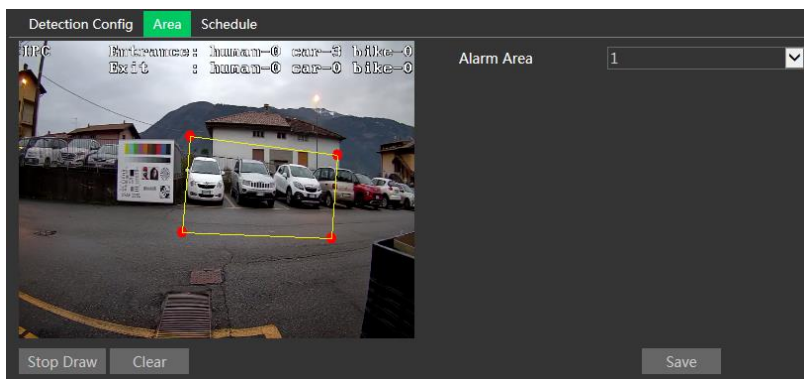 Detection Config Area Schedule
IPC Entrance: human-0 car-3 bike-0
Exit : human-0 car-0 bike-0
Alarm Area 1
Stop Draw Clear Save